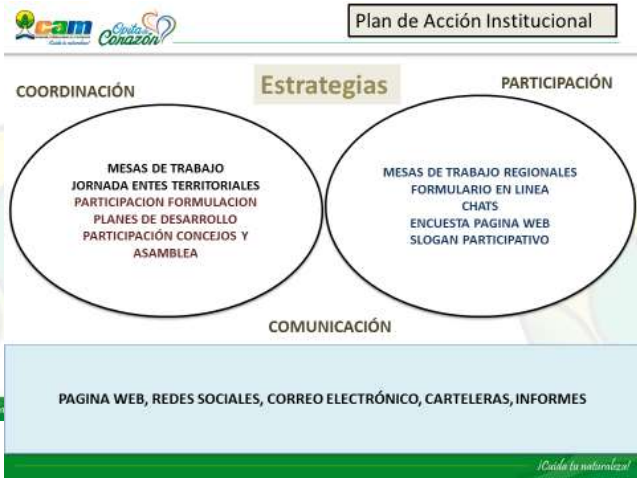 cam
Opita de
Corazón
Plan de Acción Institucional
Estrategias
COORDINACIÓN
PARTICIPACIÓN
MESAS DE TRABAJO
JORNADA ENTES TERRITORIALES
PARTICIPACION FORMULACION
PLANES DE DESARROLLO
PARTICIPACIÓN CONCEJOS Y
ASAMBLEA
MESAS DE TRABAJO REGIONALES
FORMULARIO EN LINEA
CHATS
ENCUESTA PAGINA WEB
SLOGAN PARTICIPATIVO
COMUNICACIÓN
PAGINA WEB, REDES SOCIALES, CORREO ELECTRÓNICO, CARTELERAS, INFORMES
¡Cuida tu naturaleza!